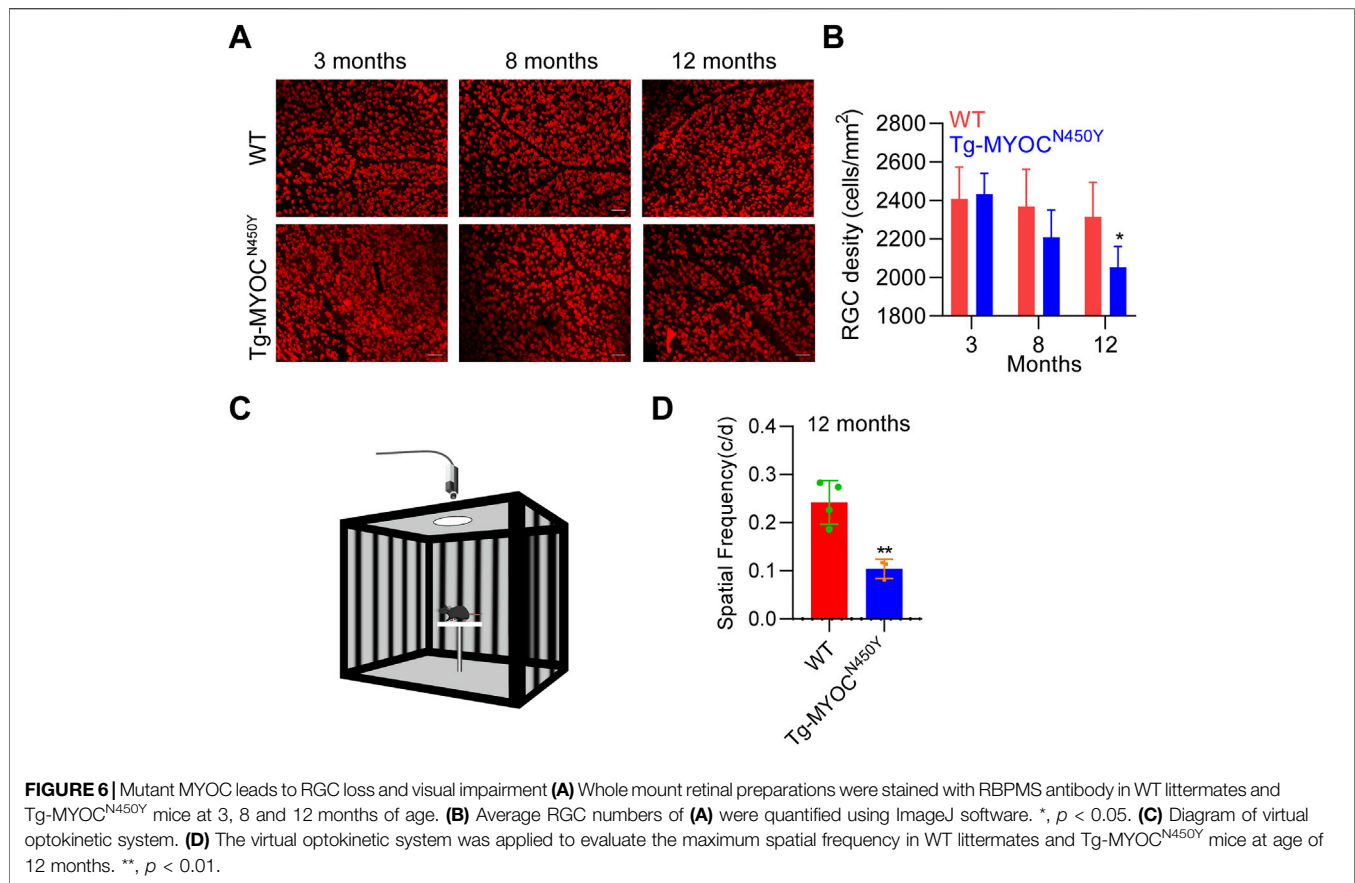 A
3 months 8 months 12 months
WT
Tg-MYOC^N450Y
B
WT
Tg-MYOC^N450Y
RGC desity (cells/mm²)
2800
2600
2400
2200
2000
1800
*
3 8 12
Months
C
D
12 months
Spatial Frequency(c/d)
0.4
0.3
0.2
0.1
0.0
**
WT
Tg-MYOC^N450Y
FIGURE 6 | Mutant MYOC leads to RGC loss and visual impairment (A) Whole mount retinal preparations were stained with RBPMS antibody in WT littermates and
Tg-MYOC^N450Y mice at 3, 8 and 12 months of age. (B) Average RGC numbers of (A) were quantified using ImageJ software. *, p < 0.05. (C) Diagram of virtual
optokinetic system. (D) The virtual optokinetic system was applied to evaluate the maximum spatial frequency in WT littermates and Tg-MYOC^N450Y mice at age of
12 months. **, p < 0.01.